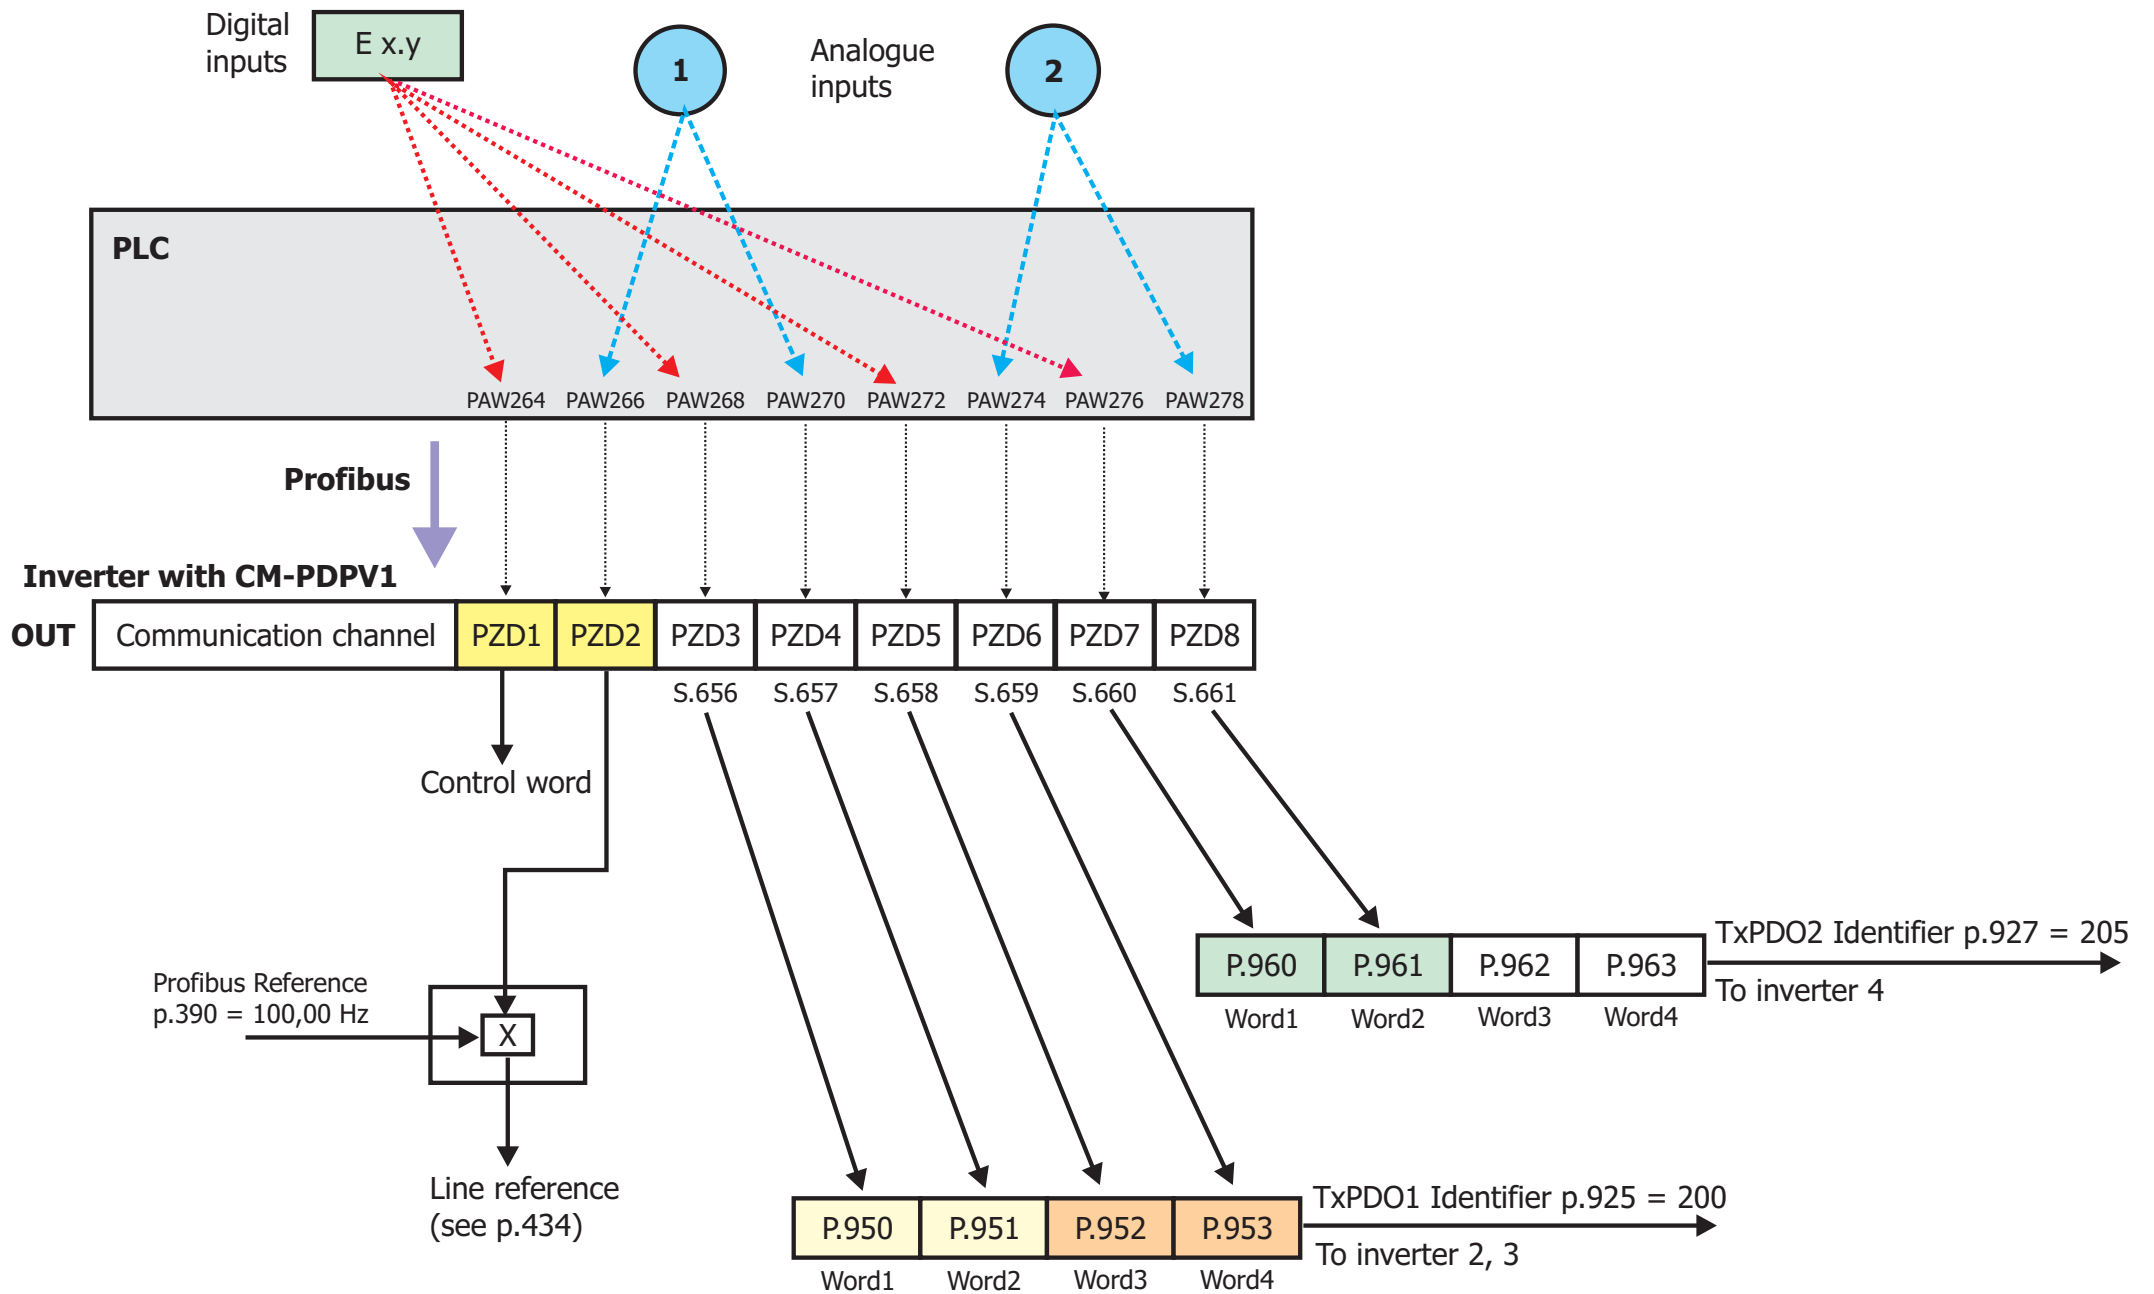 Digital
inputs
E x.y
1
Analogue
inputs
2
PLC
PAW264 PAW266 PAW268 PAW270 PAW272 PAW274 PAW276 PAW278
Profibus
Inverter with CM-PDPV1
OUT Communication channel PZD1 PZD2 PZD3 PZD4 PZD5 PZD6 PZD7 PZD8
S.656 S.657 S.658 S.659 S.660 S.661
Control word
Profibus Reference
p.390 = 100,00 Hz
X
Line reference
(see p.434)
P.960 P.961 P.962 P.963
Word1 Word2 Word3 Word4
TxPDO2 Identifier p.927 = 205
To inverter 4
P.950 P.951 P.952 P.953
Word1 Word2 Word3 Word4
TxPDO1 Identifier p.925 = 200
To inverter 2, 3